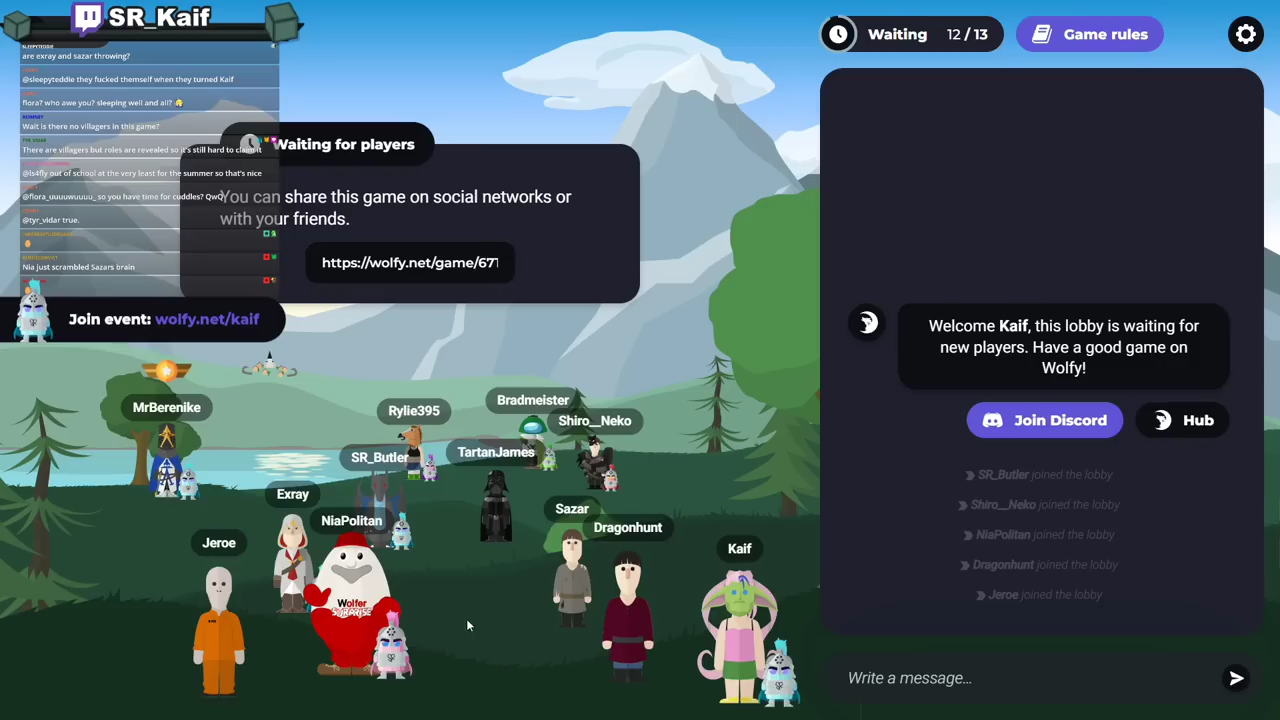 SR_Kaif
are exray and sazar throwing?
@sleepyteddie they fucked themself when they turned Kaif
flora? who awe you? sleeping well and all?
Wait is there no villagers in this game?
There are villagers but roles are revealed so it's still hard to claim it
@ls4fly out of school at the very least for the summer so that's nice
@flora_uuuuwuuuu_ so you have time for cuddles? QwQ
@tyr_vidar true.
Nia just scrambled Sazars brain
Join event: wolfy.net/kaif
Waiting for players
You can share this game on social networks or
with your friends.
https://wolfy.net/game/671
MrBerenike
Rylie395
Bradmeister
Shiro__Neko
SR_Butler
TartanJames
Exray
NiaPolitan
Sazar
Dragonhunt
Jeroe
Kaif
Wolfer
SURPRISE
Waiting 12 / 13
Game rules
Welcome Kaif, this lobby is waiting for
new players. Have a good game on
Wolfy!
Join Discord
Hub
SR_Butler joined the lobby
Shiro__Neko joined the lobby
NiaPolitan joined the lobby
Dragonhunt joined the lobby
Jeroe joined the lobby
Write a message...